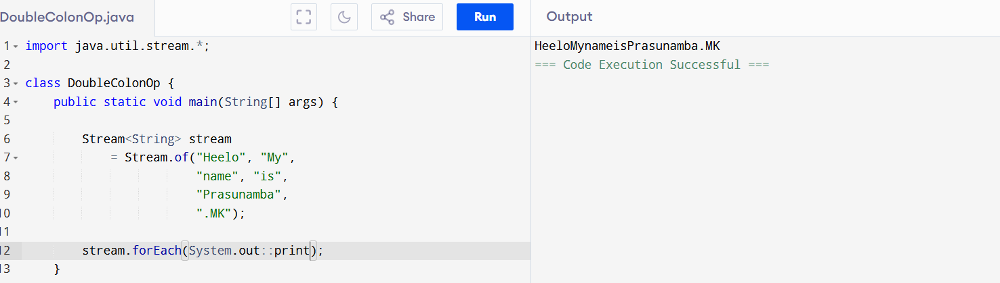 DoubleColonOp.java
Share
Run
Output
1 import java.util.stream.*;
2
3 class DoubleColonOp {
4 public static void main(String[] args) {
5
6 Stream<String> stream
7 = Stream.of("Heelo", "My",
8 "name", "is",
9 "Prasunamba",
10 ".MK");
11
12 stream.forEach(System.out::print);
13 }
HeeloMynameisPrasunamba.MK
=== Code Execution Successful ===